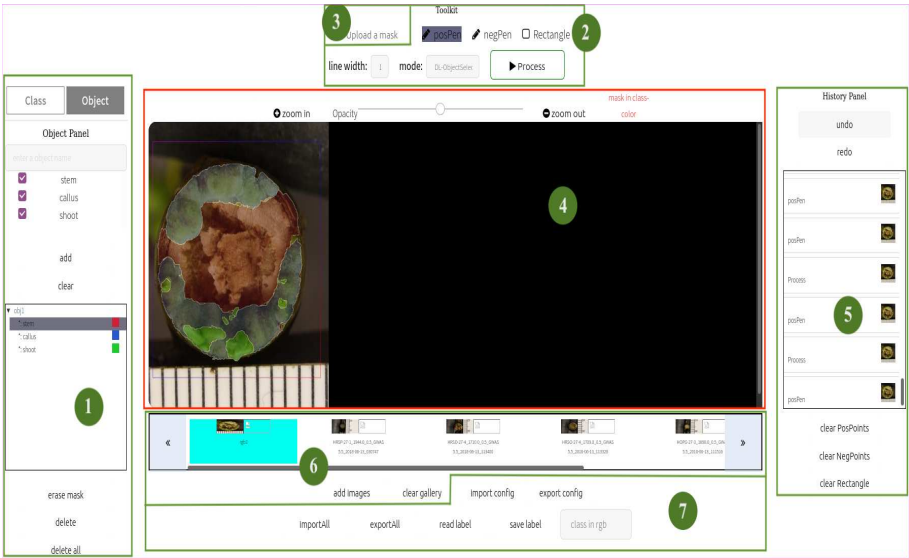 Toolkit
3
Upload a mask
posPen
negPen
Rectangle
2
line width:
1
mode:
DL-ObjectSelec
Process
Class
Object
Object Panel
enter a object name
stem
callus
shoot
add
clear
obj1
*: stem
*: callus
*: shoot
1
erase mask
delete
delete all
zoom in
Opacity
zoom out
mask in class-
color
4
History Panel
undo
redo
posPen
posPen
Process
posPen
5
Process
posPen
clear PosPoints
clear NegPoints
clear Rectangle
«
»
6
add images
clear gallery
import config
export config
importAll
exportAll
read label
save label
class in rgb
7